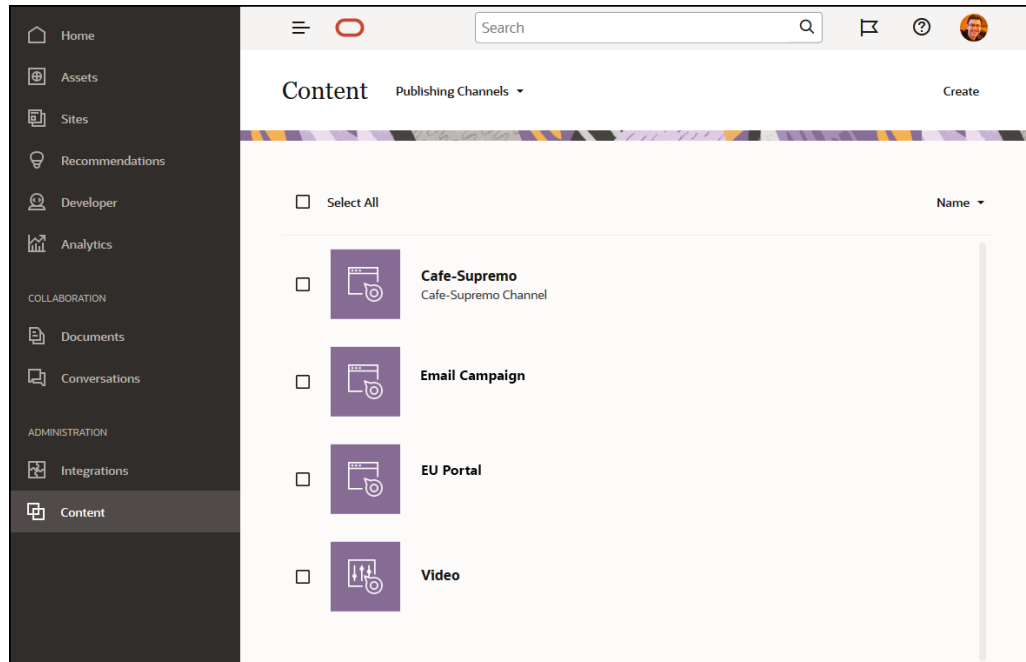 Home
Assets
Sites
Recommendations
Developer
Analytics
COLLABORATION
Documents
Conversations
ADMINISTRATION
Integrations
Content
Search
Content Publishing Channels Create
Select All Name
Cafe-Supremo
Cafe-Supremo Channel
Email Campaign
EU Portal
Video